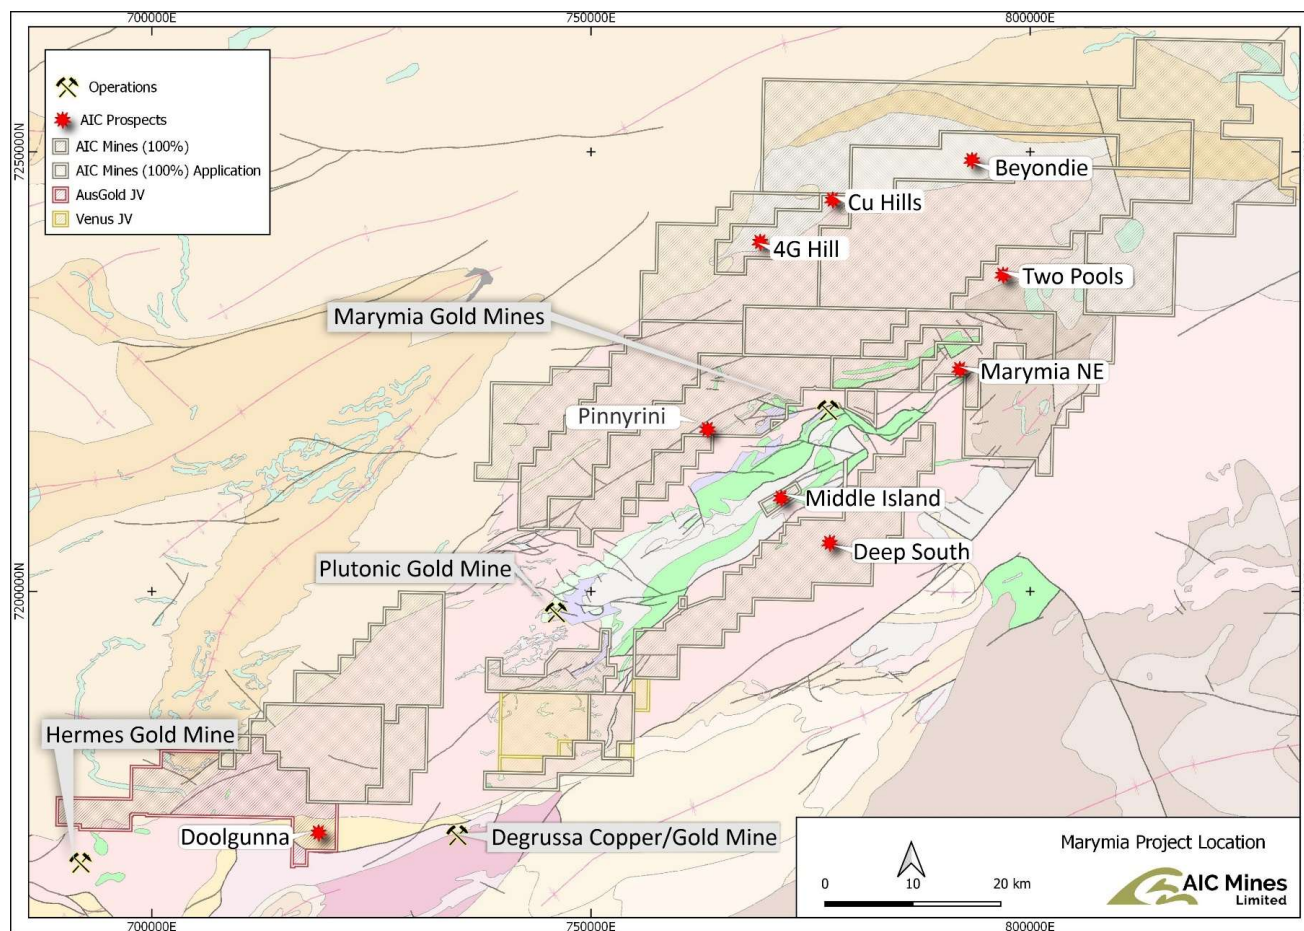 700000E
750000E
800000E
Operations
AIC Prospects
AIC Mines (100%)
AIC Mines (100%) Application
AusGold JV
Venus JV
7250000N
7250000N
Beyondie
Cu Hills
4G Hill
Two Pools
Marymia Gold Mines
Marymia NE
Pinnyrini
Middle Island
Deep South
Plutonic Gold Mine
7200000N
7200000N
Hermes Gold Mine
Doolgunna
Degrussa Copper/Gold Mine
Marymia Project Location
0 10 20 km
AIC Mines
Limited
700000E
750000E
800000E